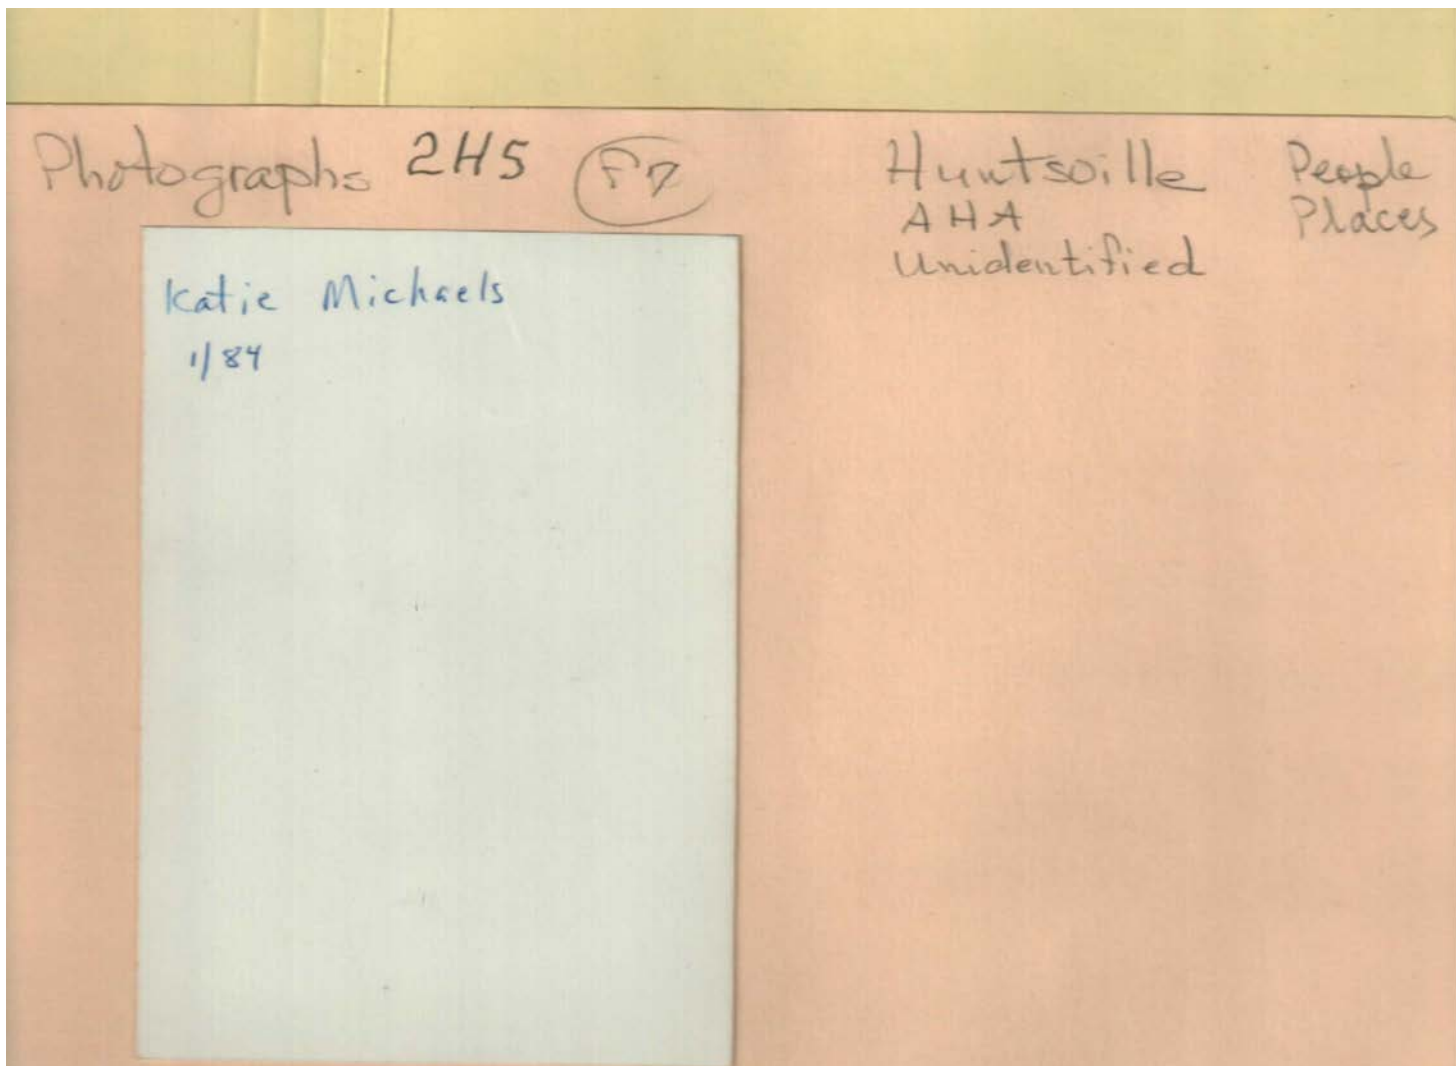 Photographs 2H5 F7
Huntsville People
AHA Places
Unidentified
Katie Michaels
1/84